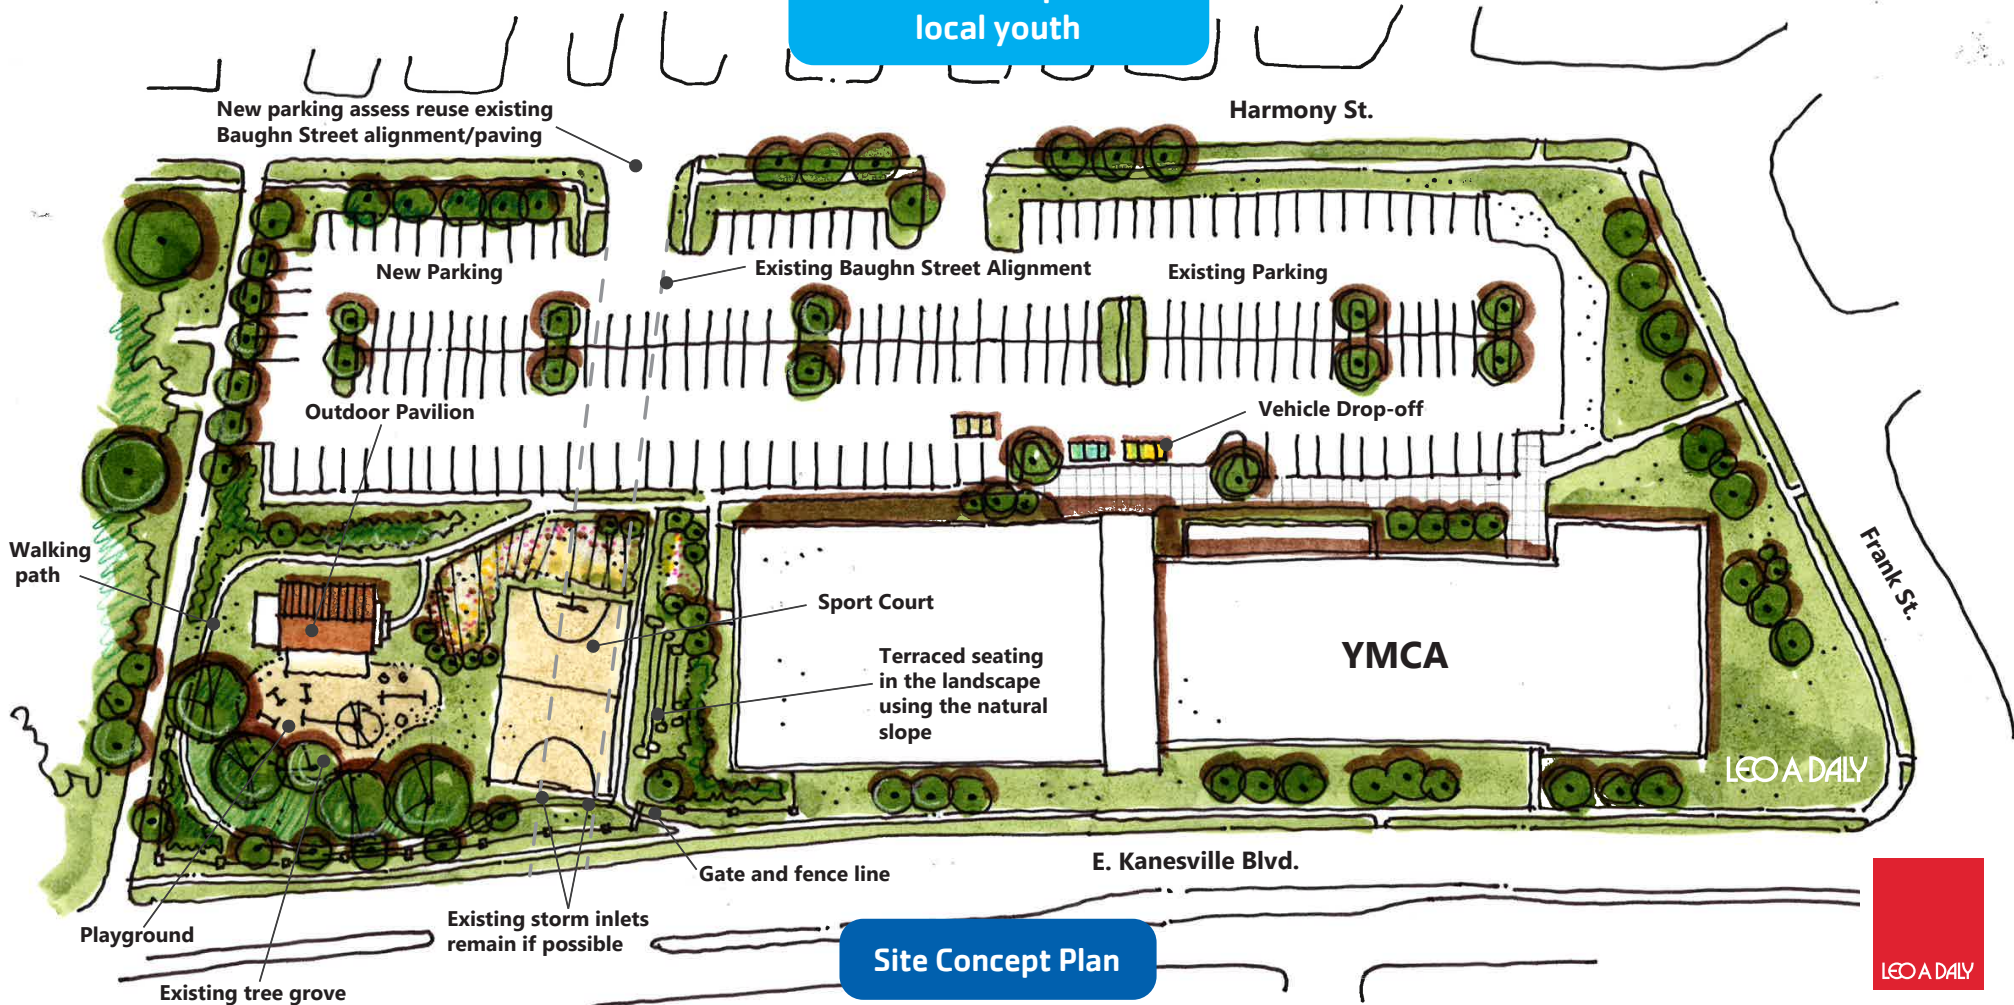 local youth
New parking assess reuse existing
Baughn Street alignment/paving
Harmony St.
New Parking
Existing Baughn Street Alignment
Existing Parking
Outdoor Pavilion
Vehicle Drop-off
Walking
path
Sport Court
Frank St.
Terraced seating
in the landscape
using the natural
slope
YMCA
LEO A DALY
E. Kanesville Blvd.
Gate and fence line
Existing storm inlets
remain if possible
Playground
Existing tree grove
Site Concept Plan
LEO A DALY